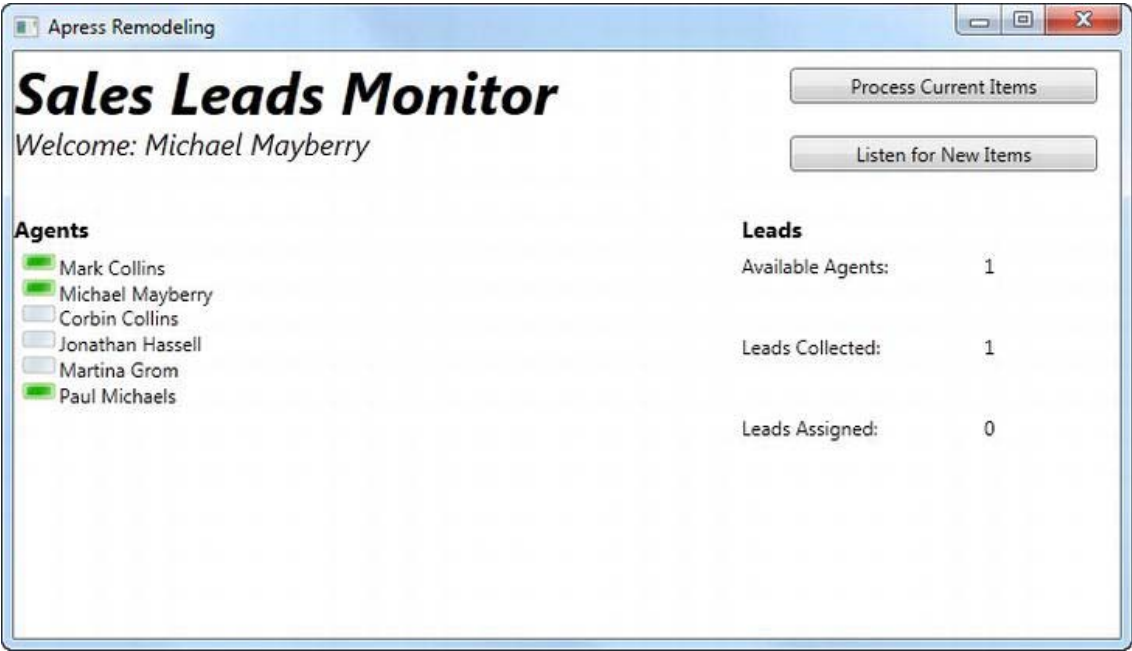 Apress Remodeling
Sales Leads Monitor
Welcome: Michael Mayberry
Process Current Items
Listen for New Items
Agents
Mark Collins
Michael Mayberry
Corbin Collins
Jonathan Hassell
Martina Grom
Paul Michaels
Leads
Available Agents: 1
Leads Collected: 1
Leads Assigned: 0